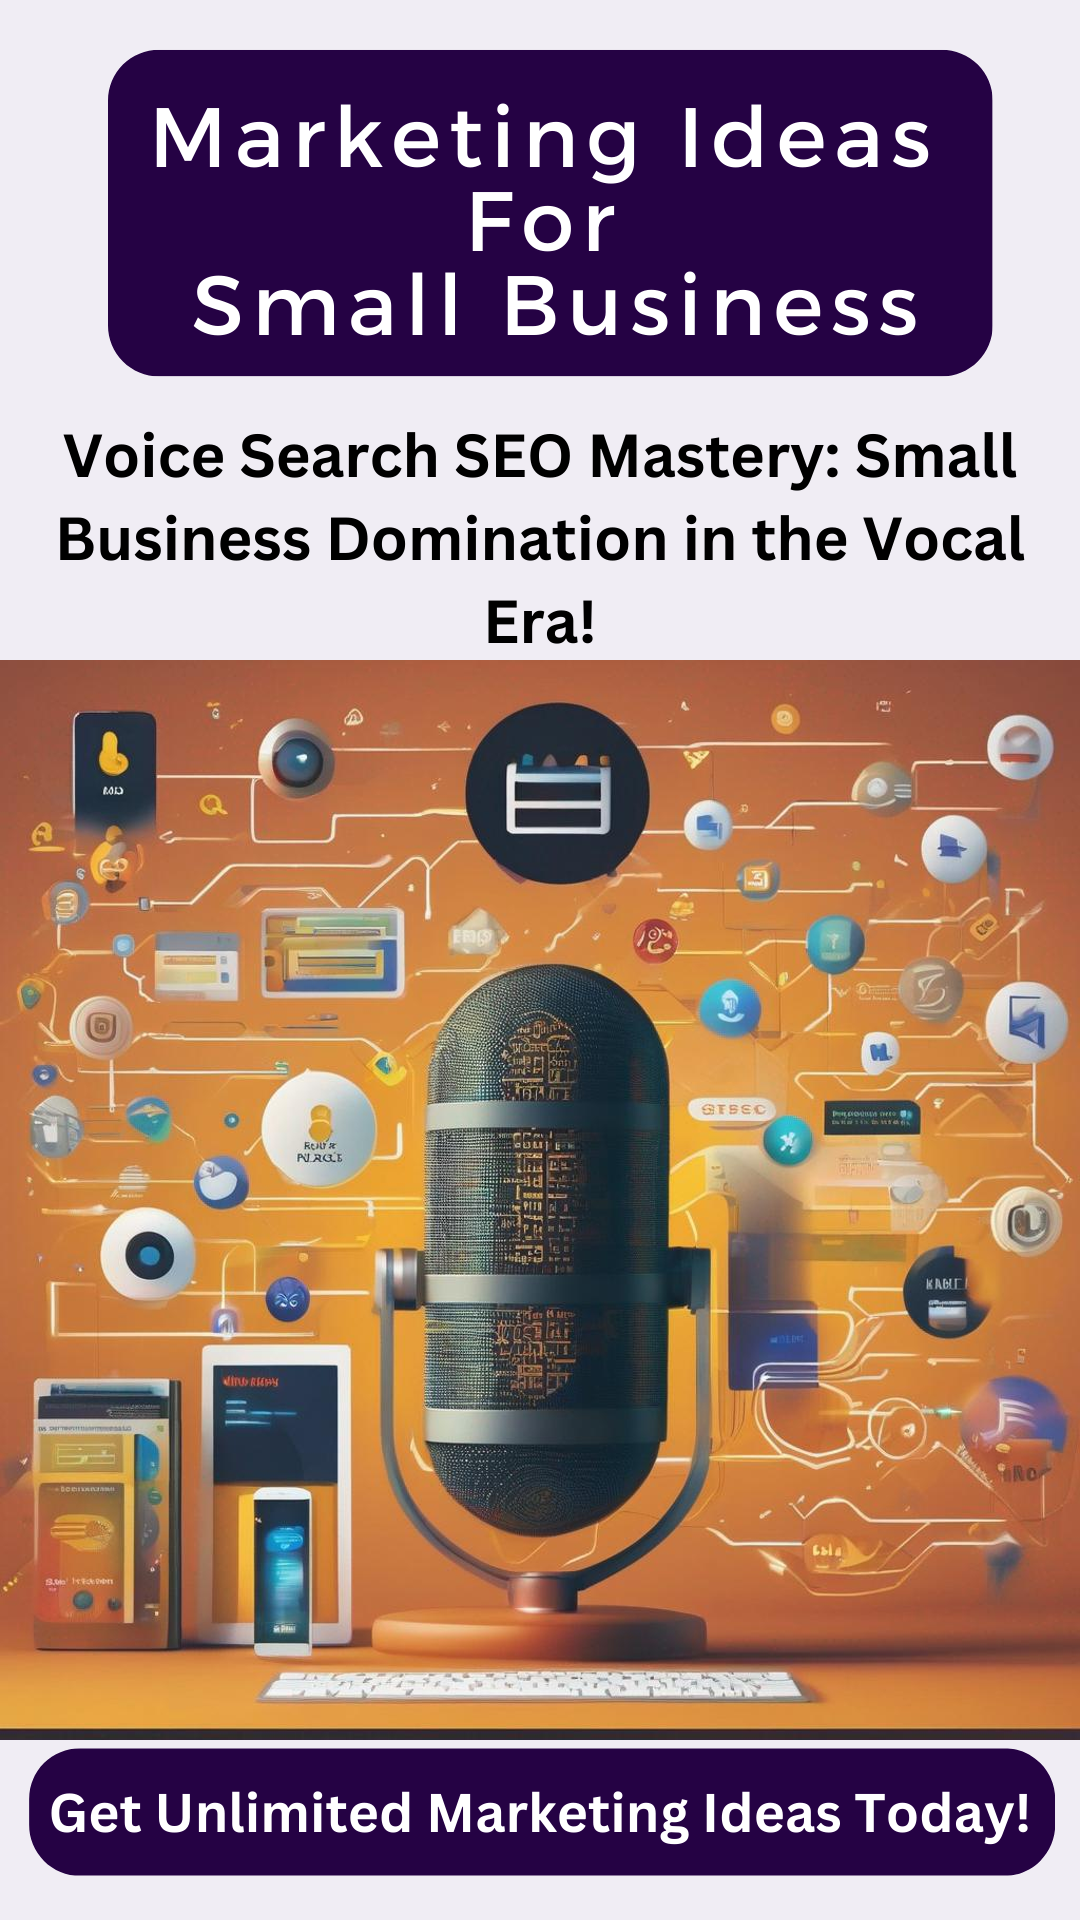 Marketing Ideas
For
Small Business
Voice Search SEO Mastery: Small
Business Domination in the Vocal
Era!
GTSSC
Get Unlimited Marketing Ideas Today!